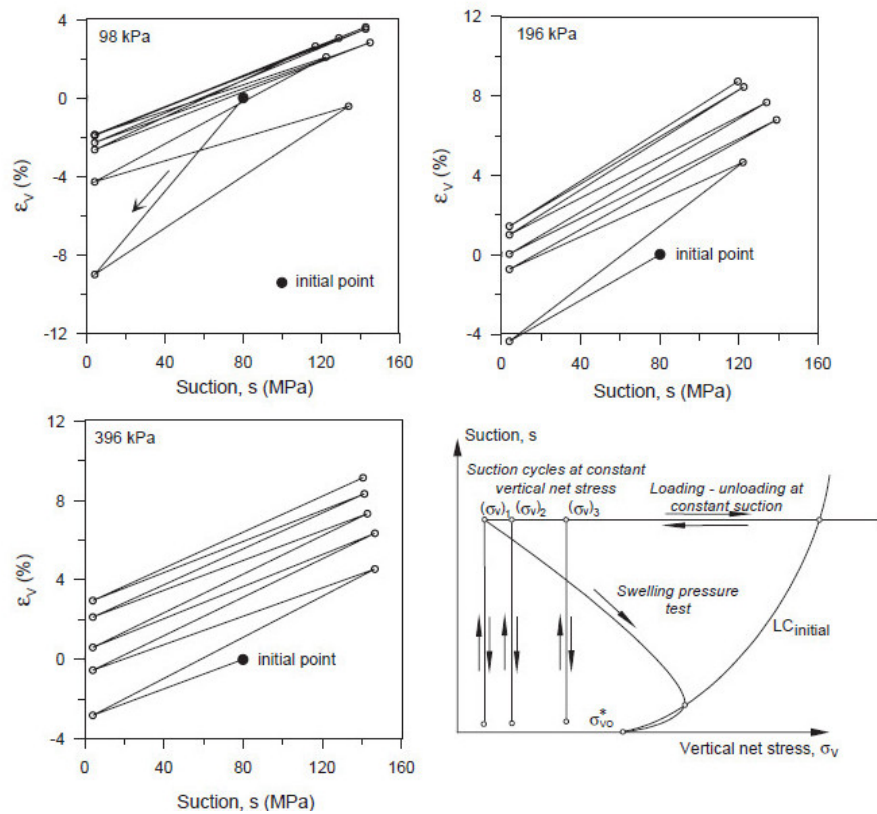 98 kPa
4
0
-4
-8
-12
εV (%)
0 40 80 120 160
Suction, s (MPa)
initial point
196 kPa
12
8
4
0
-4
εV (%)
0 40 80 120 160
Suction, s (MPa)
initial point
396 kPa
12
8
4
0
-4
εV (%)
0 40 80 120 160
Suction, s (MPa)
initial point
Suction, s
Suction cycles at constant
vertical net stress
(σv)1 (σv)2 (σv)3
Loading - unloading at
constant suction
Swelling pressure
test
LCinitial
σ*vo
Vertical net stress, σv